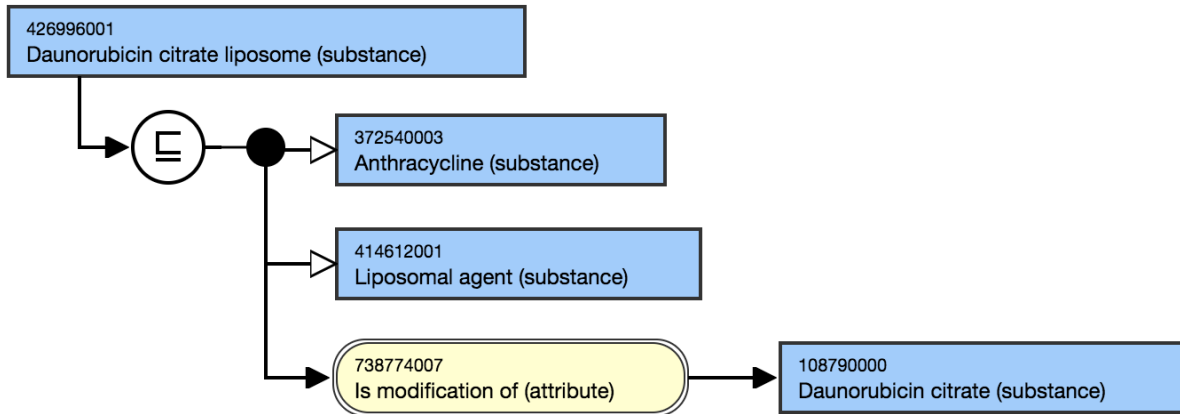 426996001
Daunorubicin citrate liposome (substance)
⊑
372540003
Anthracycline (substance)
414612001
Liposomal agent (substance)
738774007
Is modification of (attribute)
108790000
Daunorubicin citrate (substance)